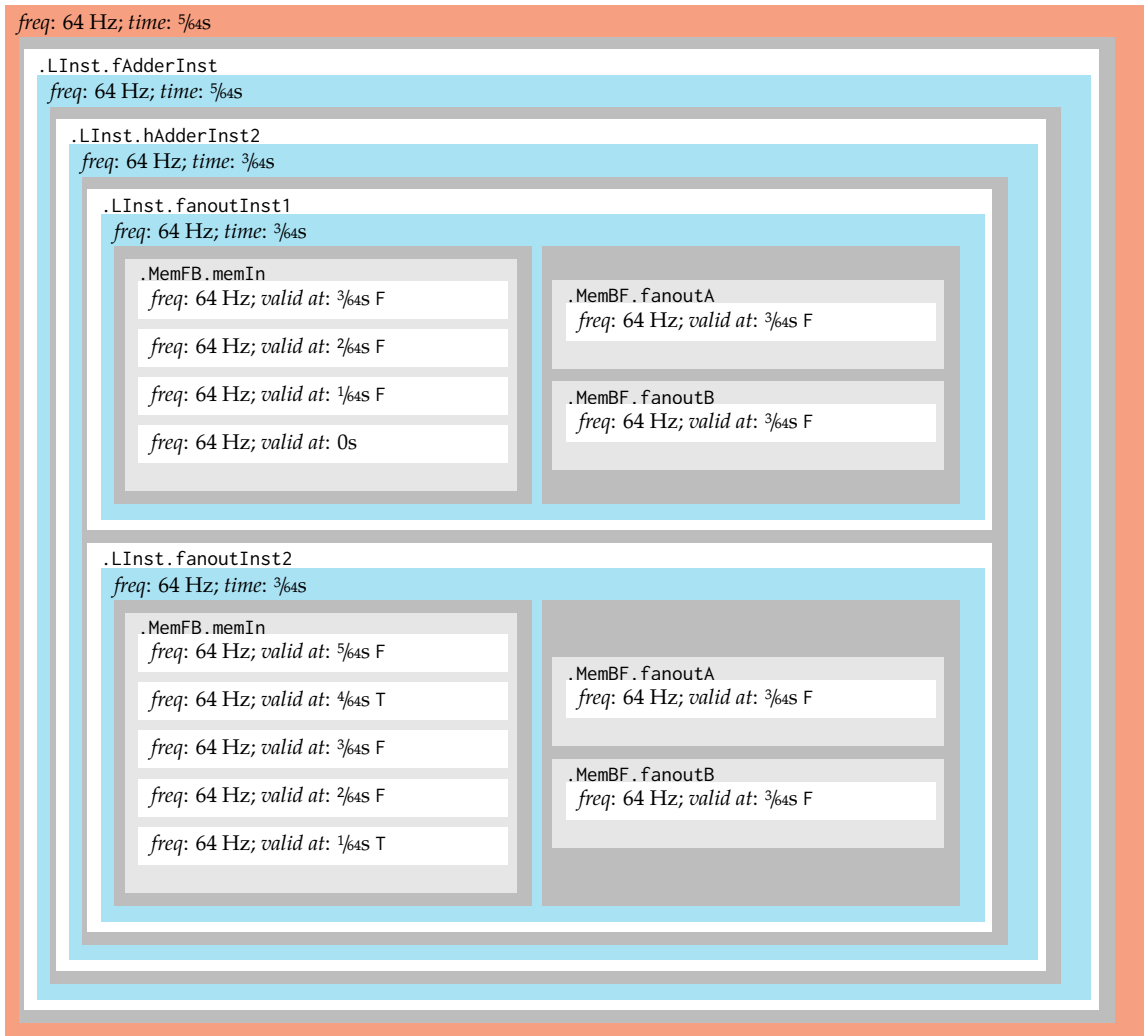 freq: 64 Hz; time: 5⁄64s
.LInst.fAdderInst
freq: 64 Hz; time: 5⁄64s
.LInst.hAdderInst2
freq: 64 Hz; time: 3⁄64s
.LInst.fanoutInst1
freq: 64 Hz; time: 3⁄64s
.MemFB.memIn
freq: 64 Hz; valid at: 3⁄64s F
freq: 64 Hz; valid at: 2⁄64s F
freq: 64 Hz; valid at: 1⁄64s F
freq: 64 Hz; valid at: 0s
.MemBF.fanoutA
freq: 64 Hz; valid at: 3⁄64s F
.MemBF.fanoutB
freq: 64 Hz; valid at: 3⁄64s F
.LInst.fanoutInst2
freq: 64 Hz; time: 3⁄64s
.MemFB.memIn
freq: 64 Hz; valid at: 5⁄64s F
freq: 64 Hz; valid at: 4⁄64s T
freq: 64 Hz; valid at: 3⁄64s F
freq: 64 Hz; valid at: 2⁄64s F
freq: 64 Hz; valid at: 1⁄64s T
.MemBF.fanoutA
freq: 64 Hz; valid at: 3⁄64s F
.MemBF.fanoutB
freq: 64 Hz; valid at: 3⁄64s F